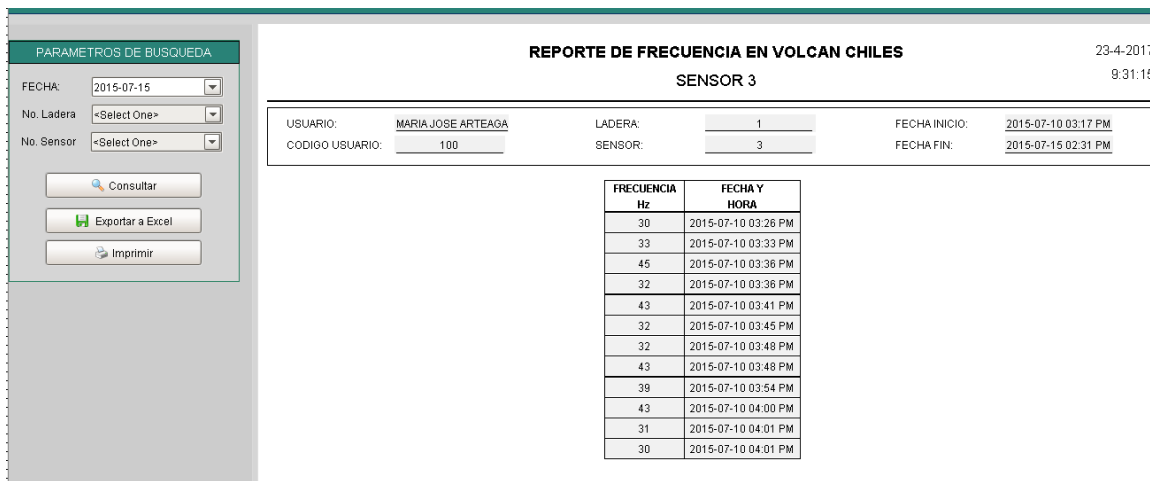 PARAMETROS DE BUSQUEDA
FECHA: 2015-07-15
No. Ladera <Select One>
No. Sensor <Select One>
Consultar
Exportar a Excel
Imprimir
REPORTE DE FRECUENCIA EN VOLCAN CHILES 23-4-2017
SENSOR 3 9:31:15
USUARIO: MARIA JOSE ARTEAGA LADERA: 1 FECHA INICIO: 2015-07-10 03:17 PM
CODIGO USUARIO: 100 SENSOR: 3 FECHA FIN: 2015-07-15 02:31 PM
FRECUENCIA FECHA Y
Hz HORA
30 2015-07-10 03:26 PM
33 2015-07-10 03:33 PM
45 2015-07-10 03:36 PM
32 2015-07-10 03:36 PM
43 2015-07-10 03:41 PM
32 2015-07-10 03:45 PM
32 2015-07-10 03:48 PM
43 2015-07-10 03:48 PM
39 2015-07-10 03:54 PM
43 2015-07-10 04:00 PM
31 2015-07-10 04:01 PM
30 2015-07-10 04:01 PM